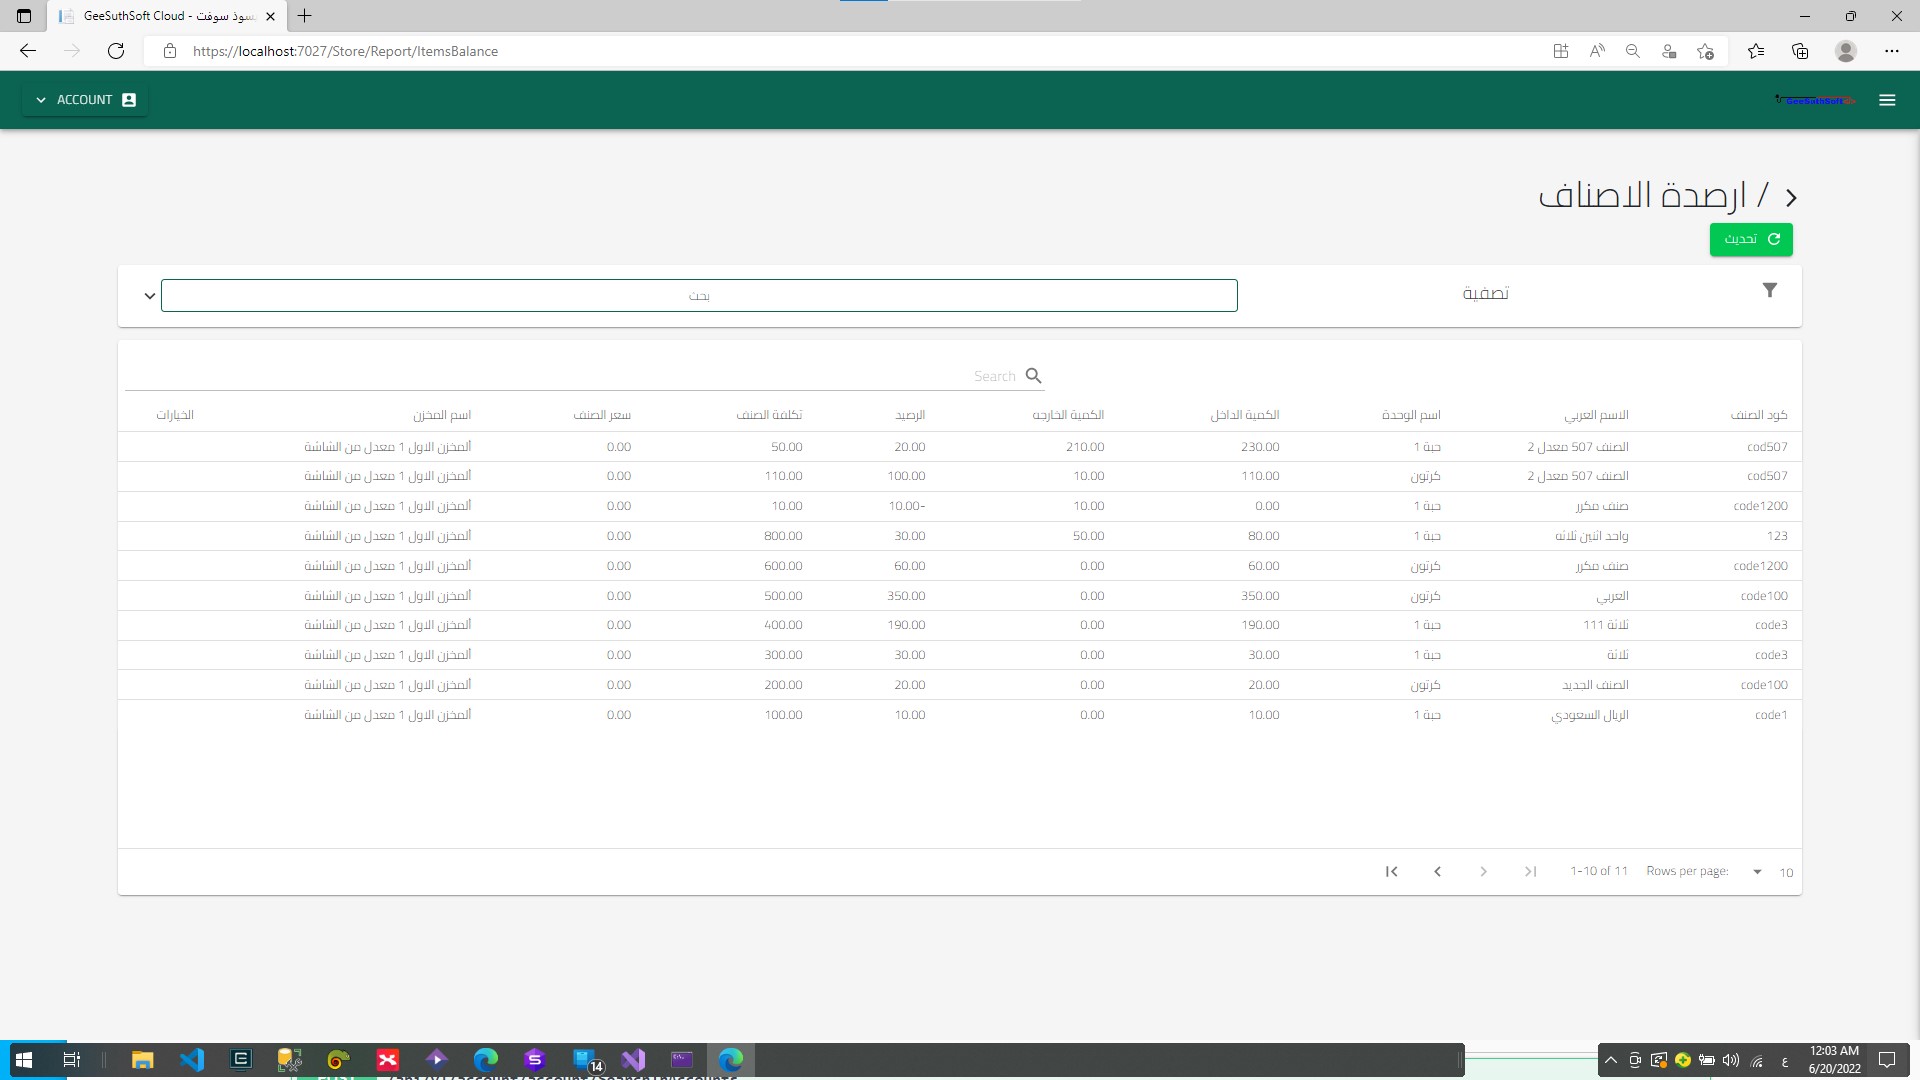 GeeSuthSoft Cloud - يسوذ سوفت
https://localhost:7027/Store/Report/ItemsBalance
ACCOUNT
GeeSuthSoft
/ ارصدة الاصناف
تحديث
تصفية
بحث
Search
كود الصنف الاسم العربي اسم الوحدة الكمية الداخل الكمية الخارجه الرصيد تكلفة الصنف سعر الصنف اسم المخزن الخيارات
cod507 الصنف 507 معدل 2 حبة 1 230.00 210.00 20.00 50.00 0.00 ألمخزن الاول 1 معدل من الشاشة
cod507 الصنف 507 معدل 2 كرتون 110.00 10.00 100.00 110.00 0.00 ألمخزن الاول 1 معدل من الشاشة
code1200 صنف مكرر حبة 1 0.00 10.00 10.00- 10.00 0.00 ألمخزن الاول 1 معدل من الشاشة
123 واحد اثنين ثلاثه حبة 1 80.00 50.00 30.00 800.00 0.00 ألمخزن الاول 1 معدل من الشاشة
code1200 صنف مكرر كرتون 60.00 0.00 60.00 600.00 0.00 ألمخزن الاول 1 معدل من الشاشة
code100 العربي كرتون 350.00 0.00 350.00 500.00 0.00 ألمخزن الاول 1 معدل من الشاشة
code3 ثلاثة 111 حبة 1 190.00 0.00 190.00 400.00 0.00 ألمخزن الاول 1 معدل من الشاشة
code3 ثلاثة حبة 1 30.00 0.00 30.00 300.00 0.00 ألمخزن الاول 1 معدل من الشاشة
code100 الصنف الجديد كرتون 20.00 0.00 20.00 200.00 0.00 ألمخزن الاول 1 معدل من الشاشة
code1 الريال السعودي حبة 1 10.00 0.00 10.00 100.00 0.00 ألمخزن الاول 1 معدل من الشاشة
1-10 of 11 Rows per page: 10
14
ع
12:03 AM
6/20/2022